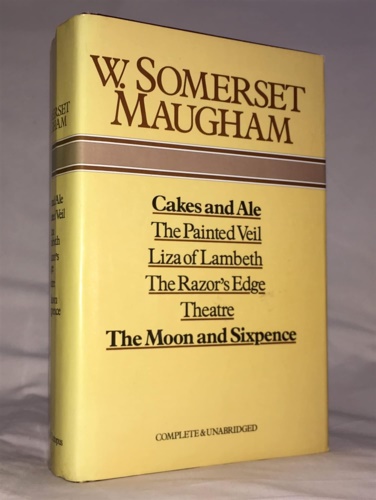 W. SOMERSET
MAUGHAM
Cakes and Ale
The Painted Veil
Liza of Lambeth
The Razor's Edge
Theatre
The Moon and Sixpence
COMPLETE & UNABRIDGED